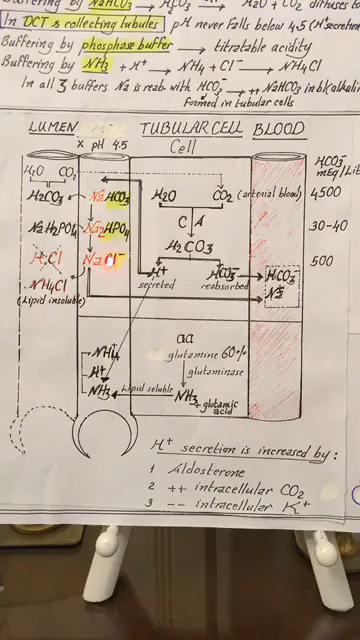 Buffering by NaHCO3 → HCO3 H2O + CO2 diffuses to
In DCT & collecting tubules pH never falls below 4.5 (H+ secretion
Buffering by phosphate buffer → titratable acidity
Buffering by NH3 + H+ → NH4 + Cl- → NH4Cl
In all 3 buffers Na is reab. with HCO3- → ++ NaHCO3 in bl (alkalin
Formed in tubular cells
LUMEN TUBULAR CELL BLOOD
x pH 4.5 Cell
HCO3-
mEq/Lit
H2O CO2
H2O CO2 (arterial blood) 4500
H2CO3 NaHCO3
C A
NaH2PO4 Na2HPO4 30-40
H2CO3
HCl NaCl- 500
H+ HCO3- HCO3-
NH4Cl secreted reabsorbed Na+
(Lipid insoluble)
aa
NH4 glutamine 60%
H+ glutaminase
NH3 Lipid soluble NH3 + glutamic
acid
H+ secretion is increased by:
1 Aldosterone
2 ++ intracellular CO2
3 -- intracellular K+